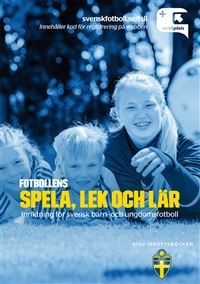 svenskfotboll.se/fsll
Innehåller kod för registrering på webben
FOTBOLLENS
SPELA, LEK OCH LÄR
Inriktning för svensk barn- och ungdomsfotboll
SISU IDROTTSBÖCKER